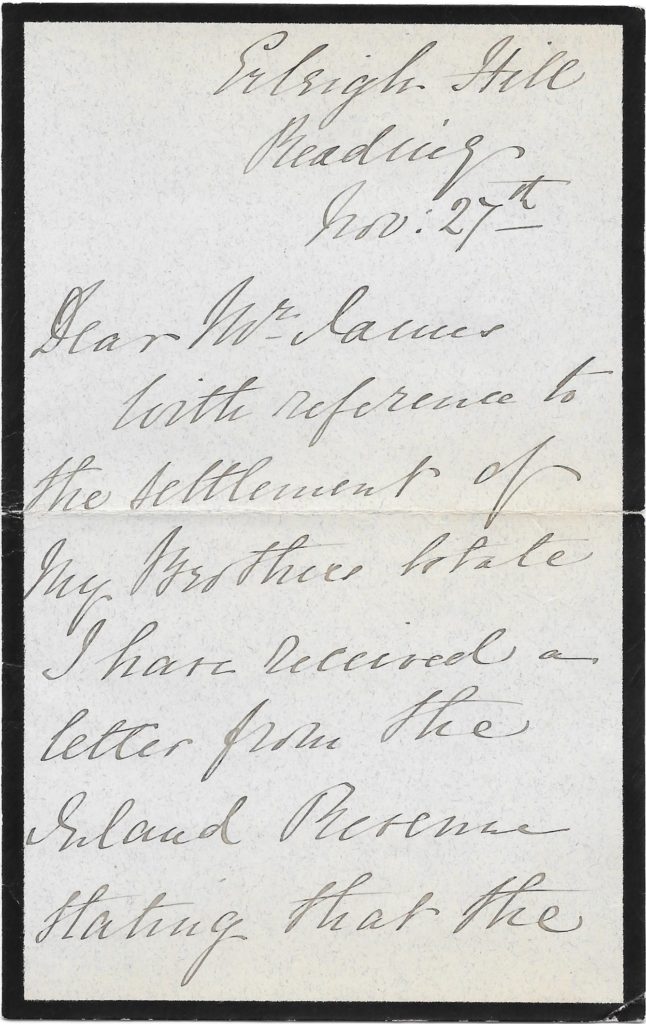 Erleigh Hill
Reading
Nov: 27th
Dear Mr James
With reference to
the settlement of
My Brothers Estate
I have received a
letter from the
Inland Revenue
stating that the